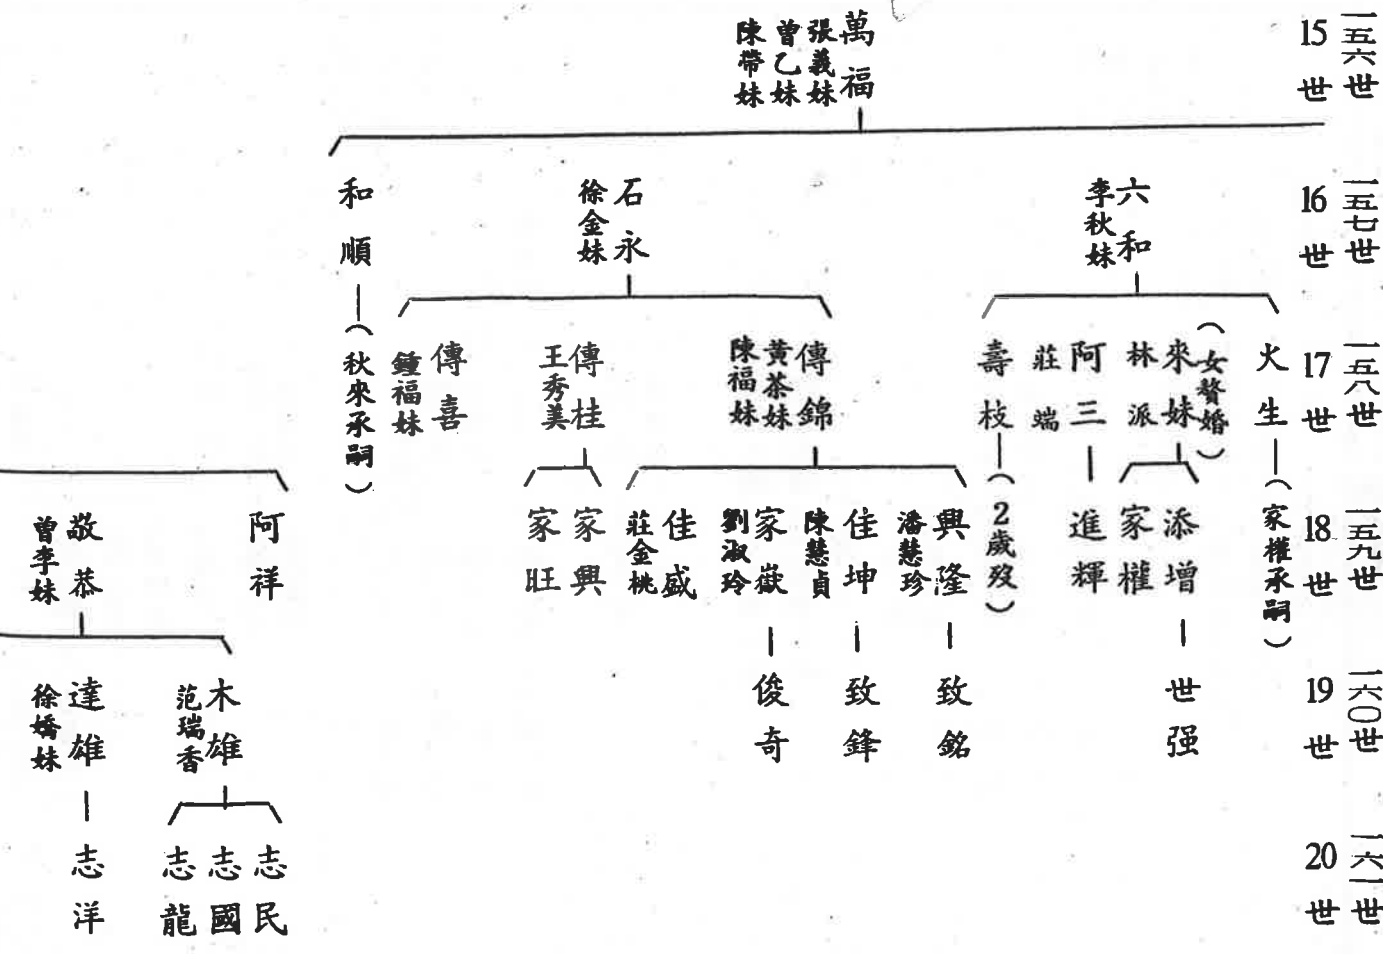 一五六世
15世
萬福
張義妹
曾乙妹
陳帶妹
一五七世
16世
六和
李秋妹
石永
徐金妹
和順
一五八世
17世
火生
(家權承嗣)
(女贅婚)
來妹
林派
阿三
莊端
壽枝
(2歲歿)
傳錦
黃茶妹
陳福妹
傳桂
王秀美
傳喜
鍾福妹
(秋來承嗣)
一五九世
18世
添增
家權
進輝
興隆
潘慧珍
佳坤
陳慧貞
家嶽
劉淑玲
佳盛
莊金桃
家興
家旺
阿祥
敬恭
曾李妹
一六〇世
19世
世强
致銘
致鋒
俊奇
木雄
范瑞香
達雄
徐嬌妹
一六一世
20世
志民
志國
志龍
志洋